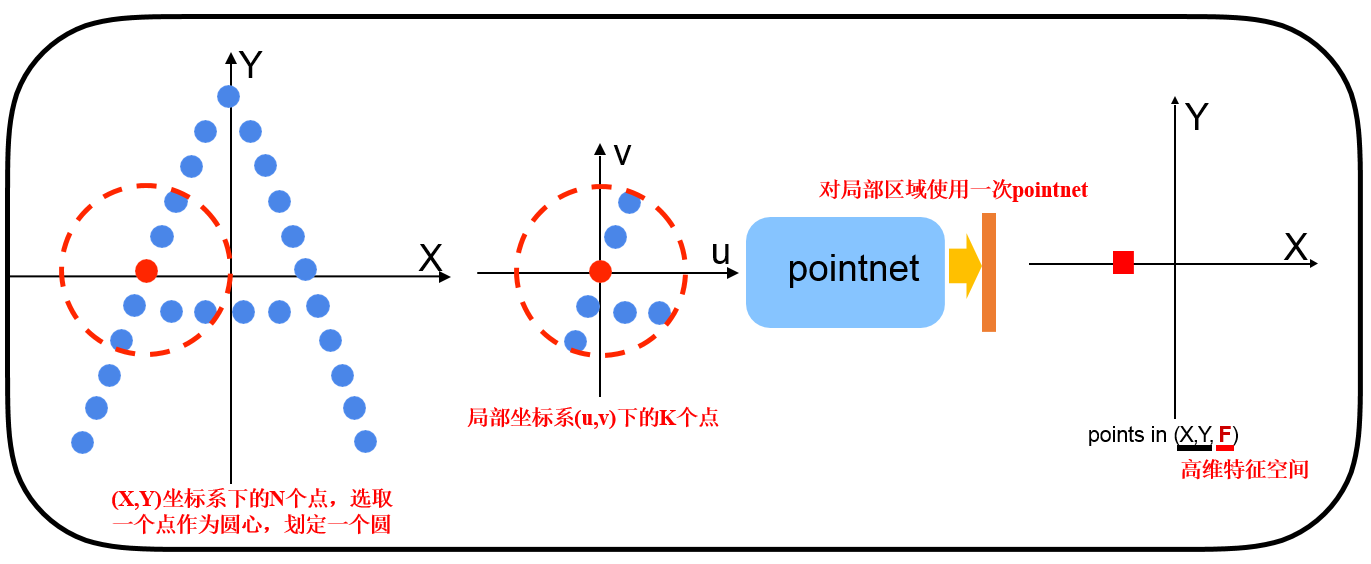 Y
X
(X,Y)坐标系下的N个点，选取
一个点作为圆心，划定一个圆
v
u
局部坐标系(u,v)下的K个点
对局部区域使用一次pointnet
pointnet
Y
X
points in (X,Y, F)
高维特征空间